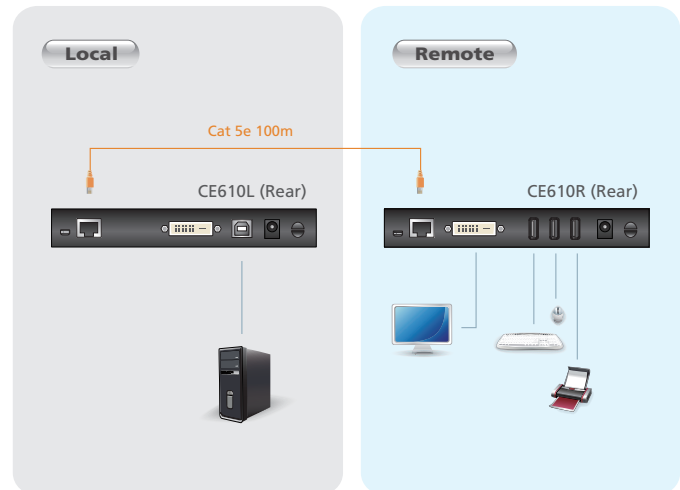 Local
Remote
Cat 5e 100m
CE610L (Rear)
CE610R (Rear)